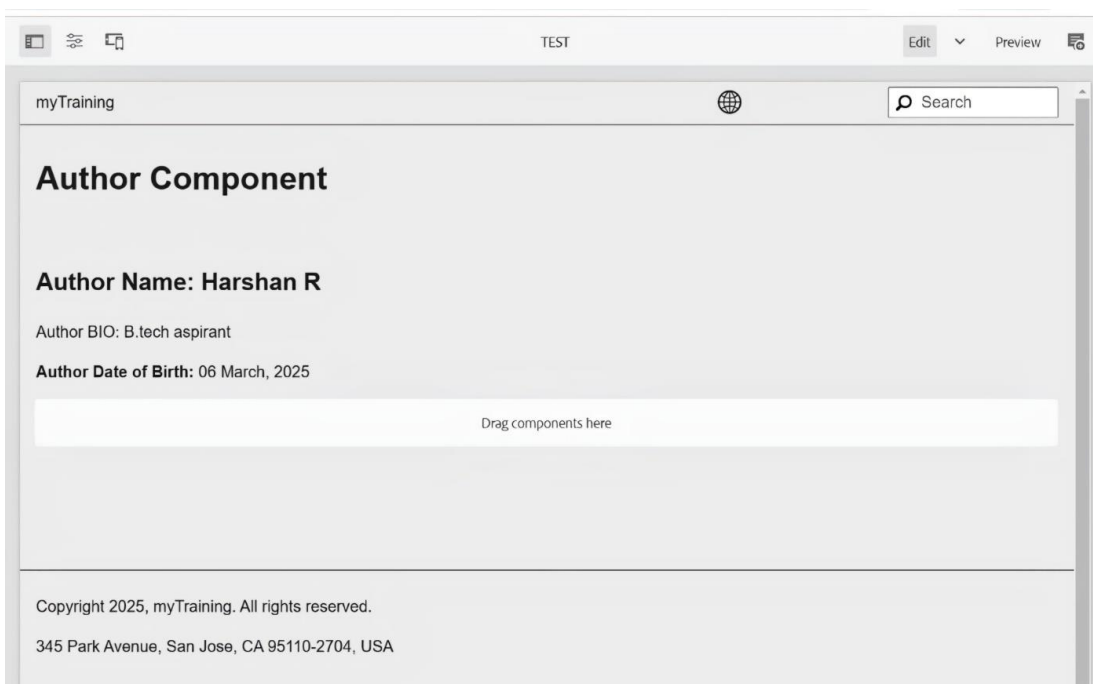 TEST
Edit
Preview
myTraining
Search
Author Component
Author Name: Harshan R
Author BIO: B.tech aspirant
Author Date of Birth: 06 March, 2025
Drag components here
Copyright 2025, myTraining. All rights reserved.
345 Park Avenue, San Jose, CA 95110-2704, USA